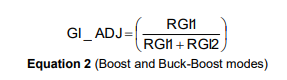 GI_ADJ=(RGI1/RGI1+RGI2)
Equation 2 (Boost and Buck-Boost modes)